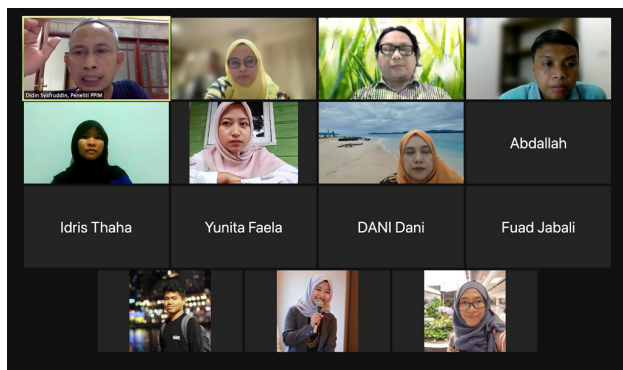 Didin Syafruddin, Peneliti PPIM
Abdallah
Idris Thaha
Yunita Faela
DANI Dani
Fuad Jabali